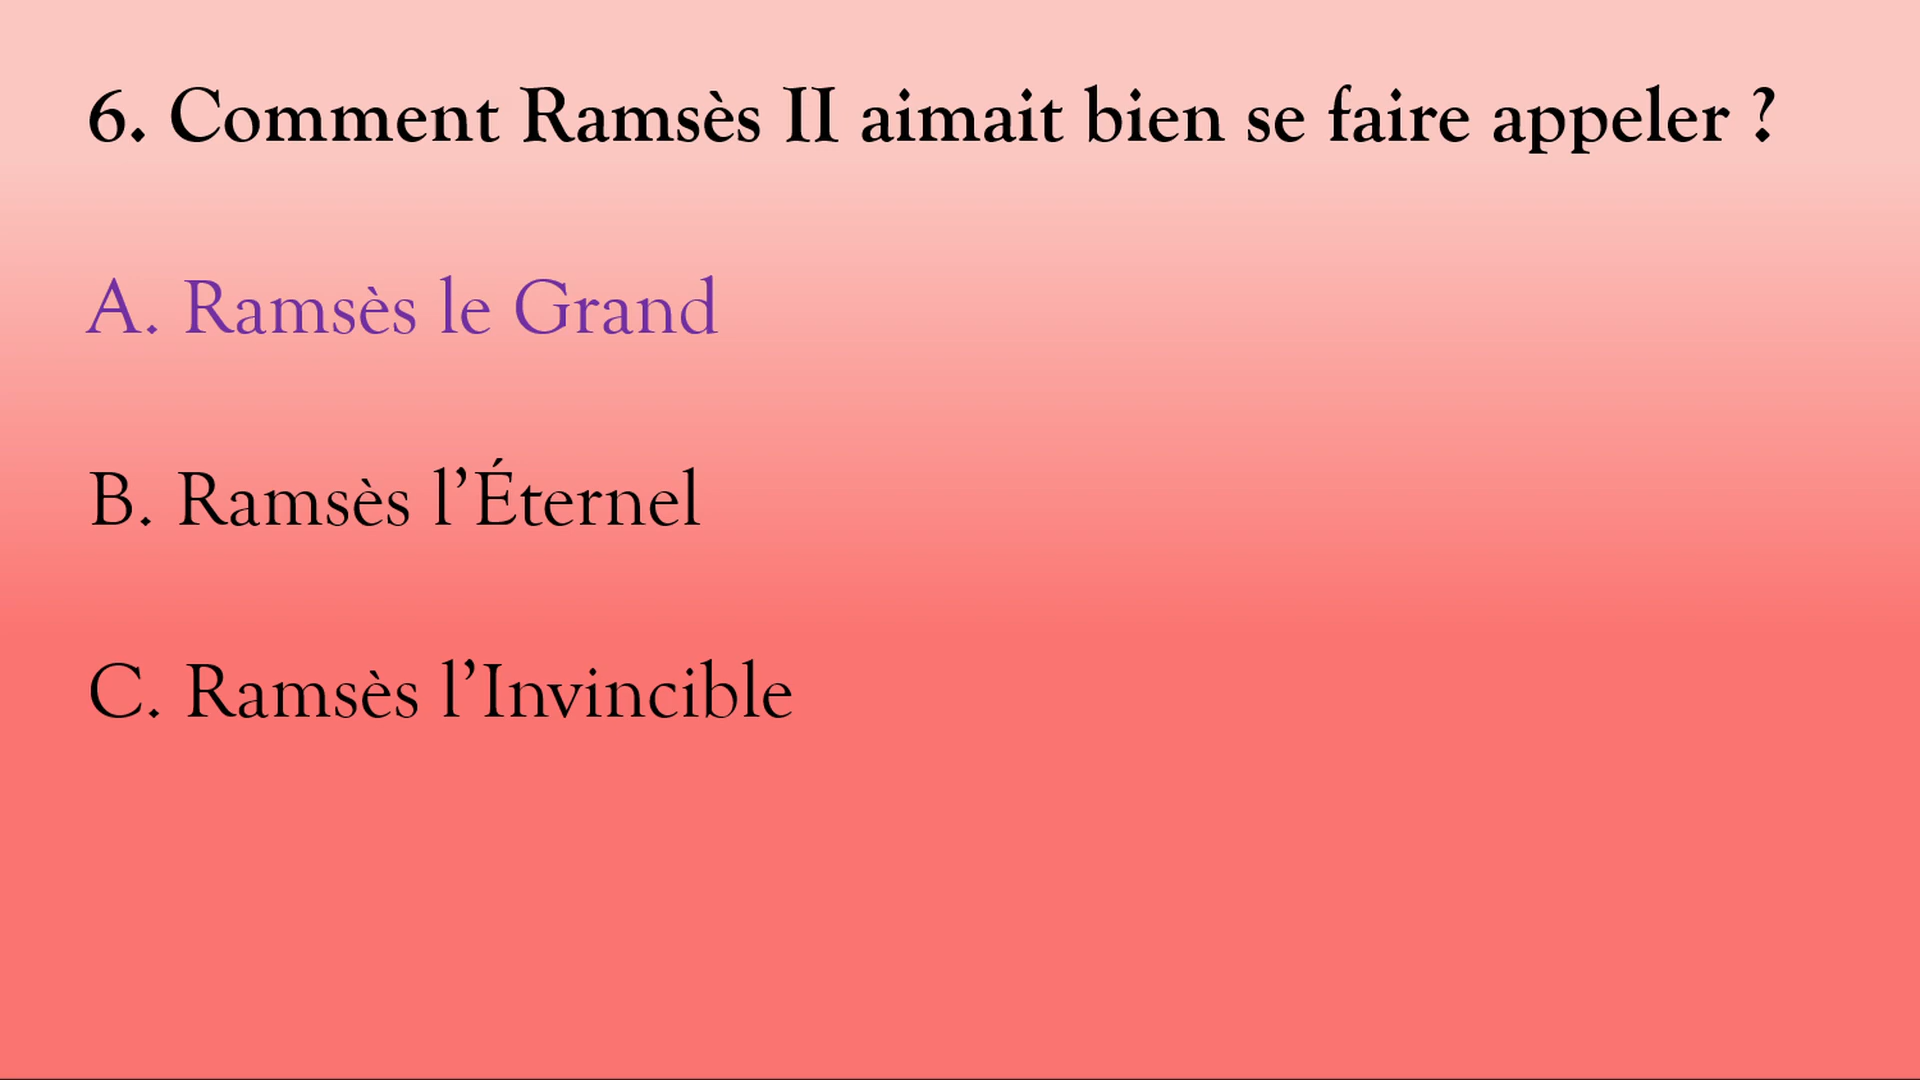 6. Comment Ramsès II aimait bien se faire appeler ?
A. Ramsès le Grand
B. Ramsès l’Éternel
C. Ramsès l’Invincible